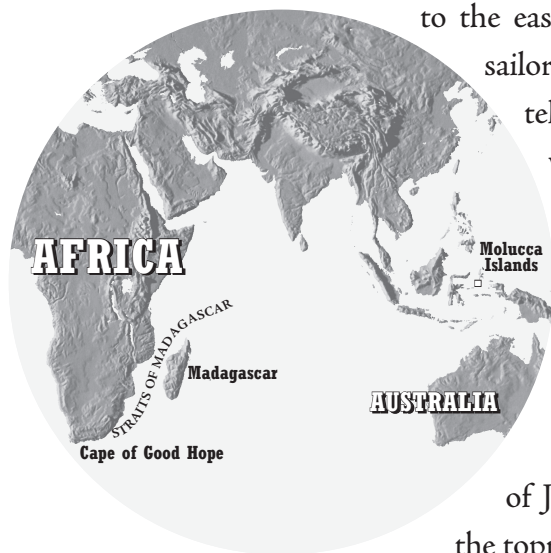 to the eas
sailor
tel
AFRICA
Molucca
Islands
STRAITS OF MADAGASCAR
Madagascar
AUSTRALIA
Cape of Good Hope
of J
the topr